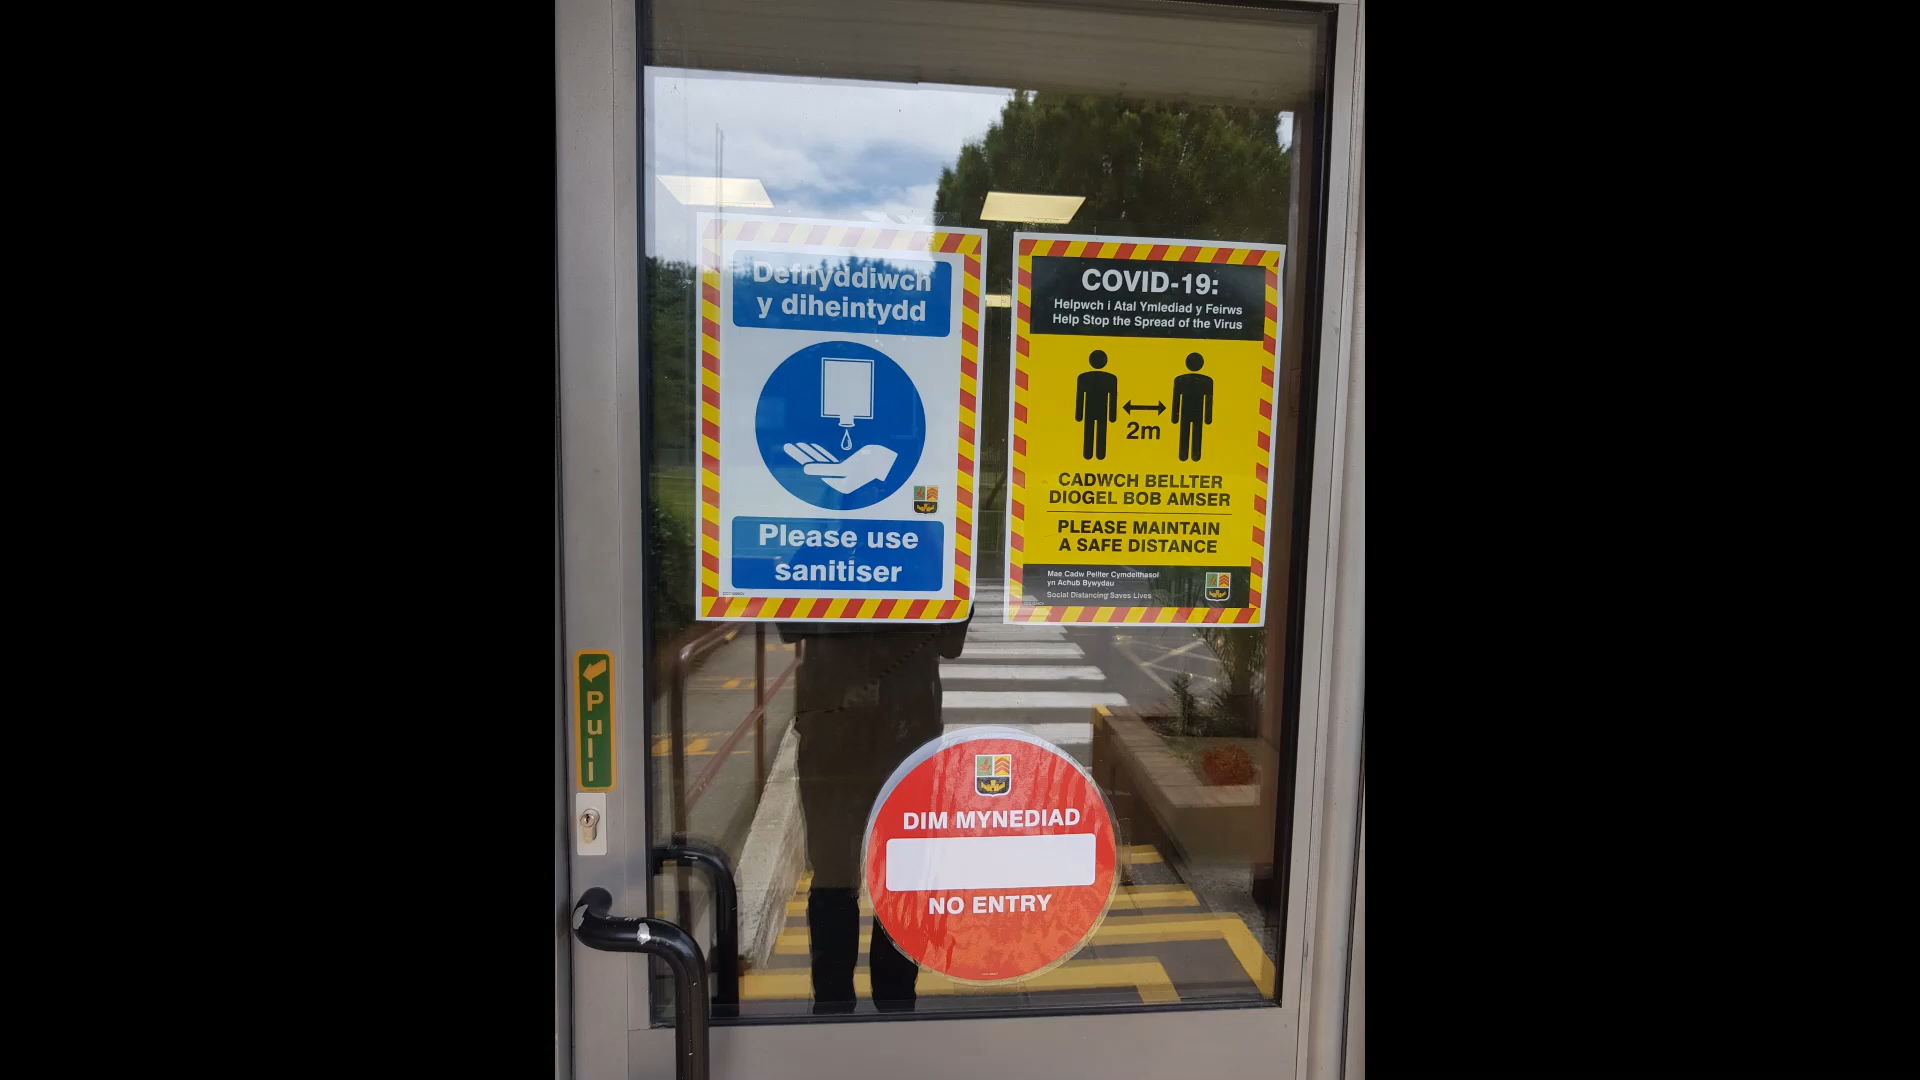 Defnyddiwch
y diheintydd
Please use
sanitiser
COVID-19:
Helpwch i Atal Ymlediad y Feirws
Help Stop the Spread of the Virus
2m
CADWCH BELLTER
DIOGEL BOB AMSER
PLEASE MAINTAIN
A SAFE DISTANCE
Mae Cadw Pellter Cymdeithasol
yn Achub Bywydau
Social Distancing Saves Lives
Pull
DIM MYNEDIAD
NO ENTRY